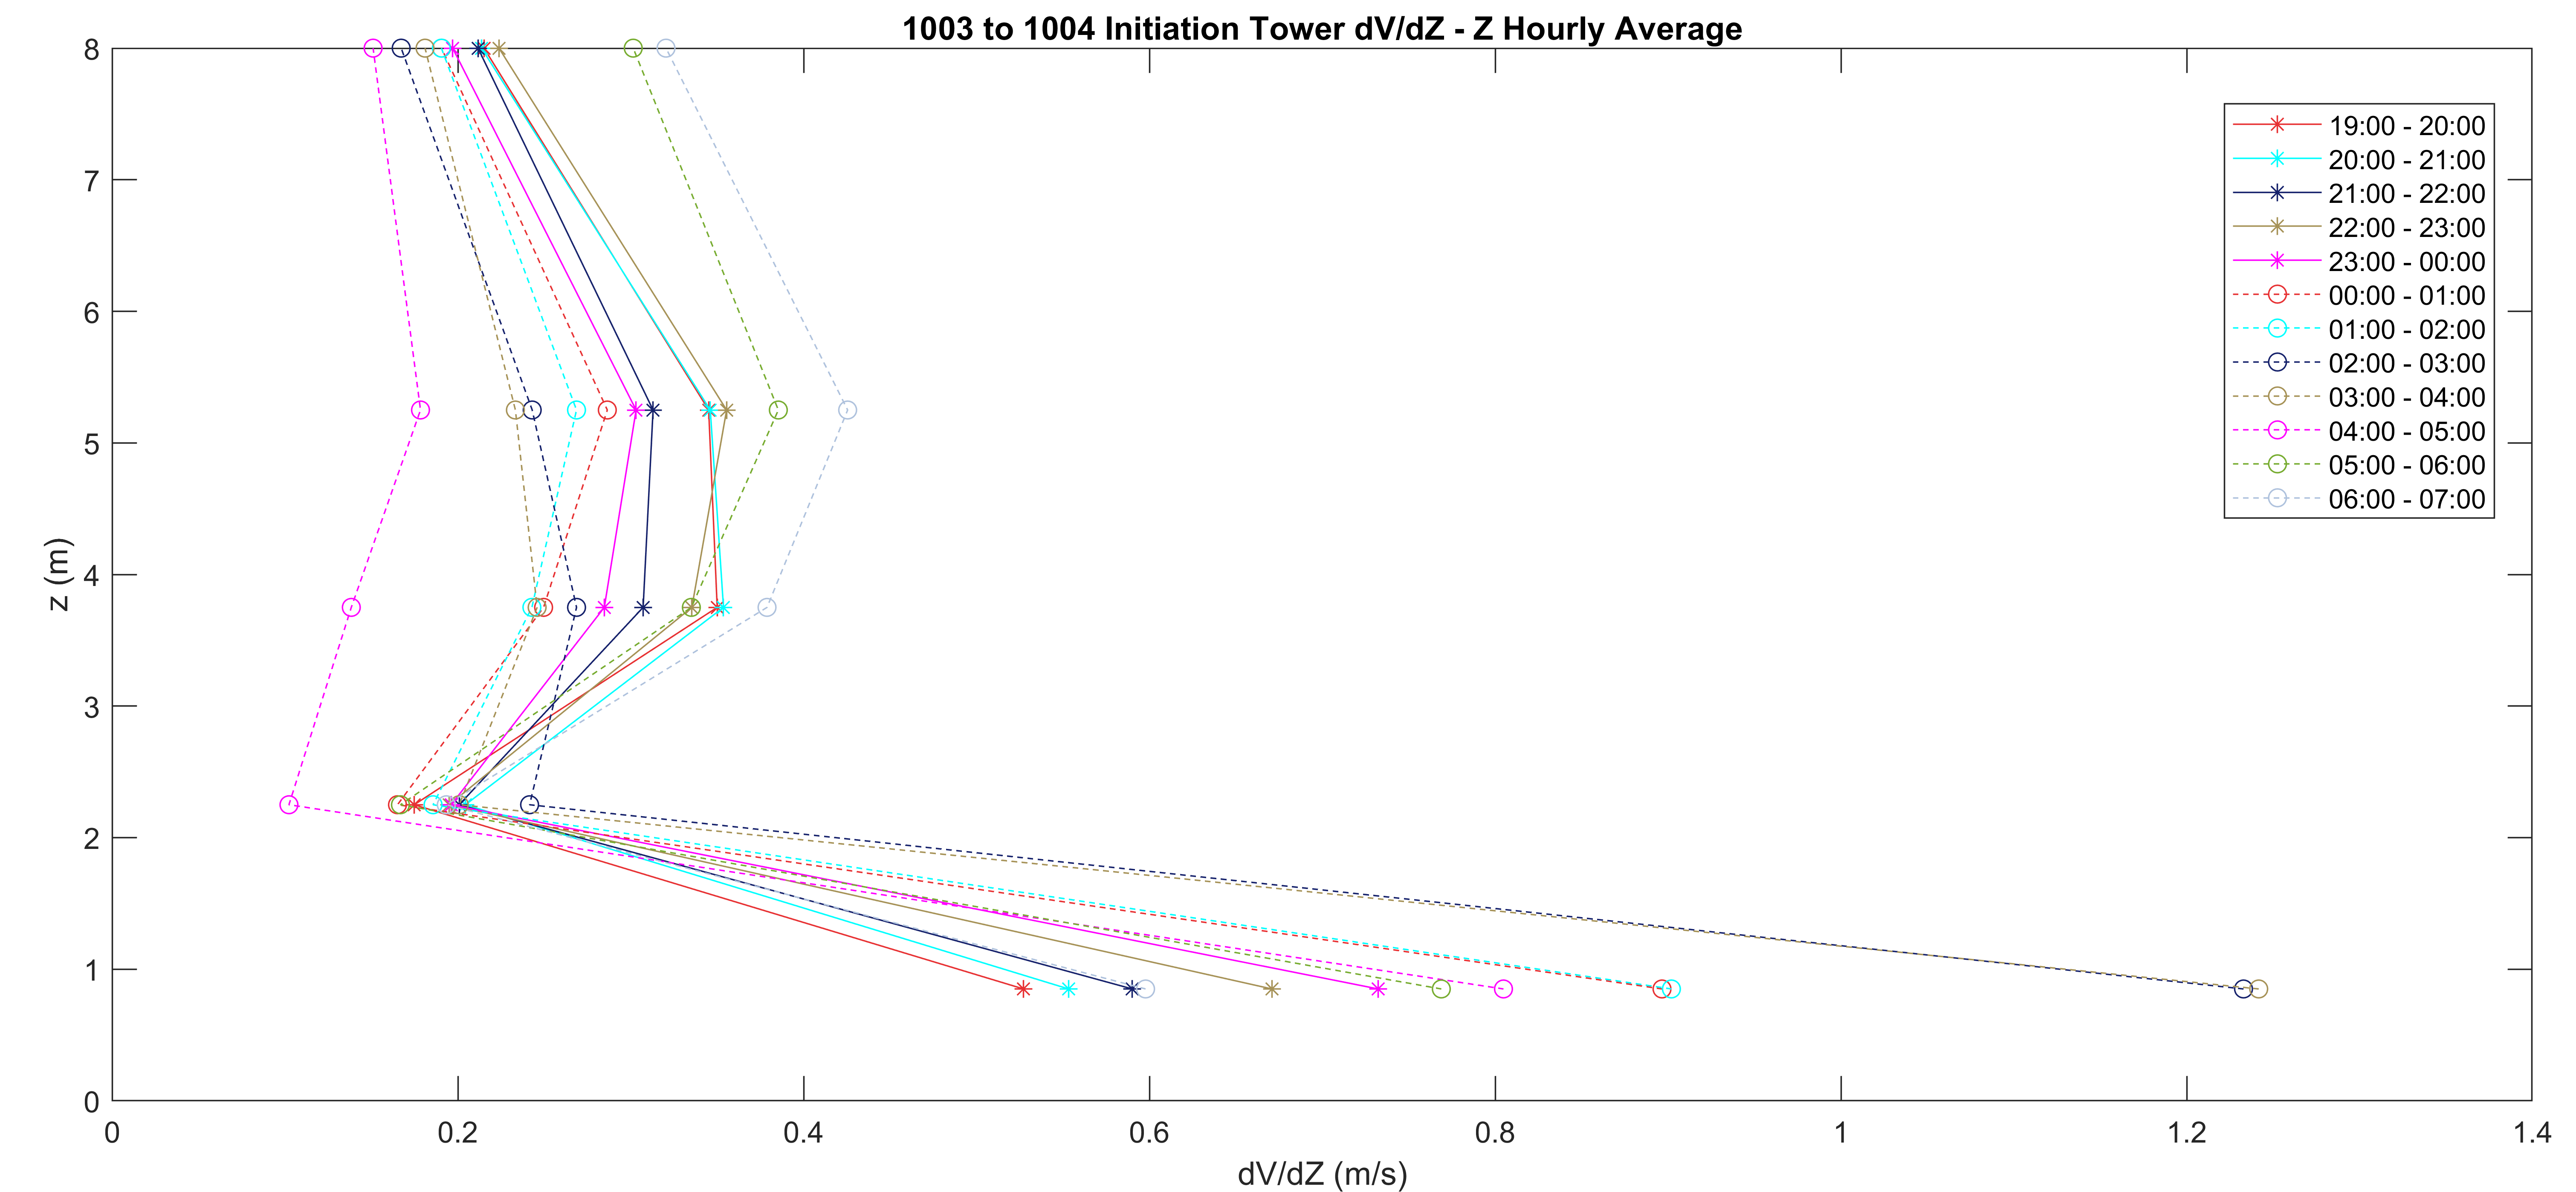 1003 to 1004 Initiation Tower dV/dZ - Z Hourly Average
8
7
6
5
4
3
2
1
0
z (m)
19:00 - 20:00
20:00 - 21:00
21:00 - 22:00
22:00 - 23:00
23:00 - 00:00
00:00 - 01:00
01:00 - 02:00
02:00 - 03:00
03:00 - 04:00
04:00 - 05:00
05:00 - 06:00
06:00 - 07:00
0 0.2 0.4 0.6 0.8 1 1.2 1.4
dV/dZ (m/s)